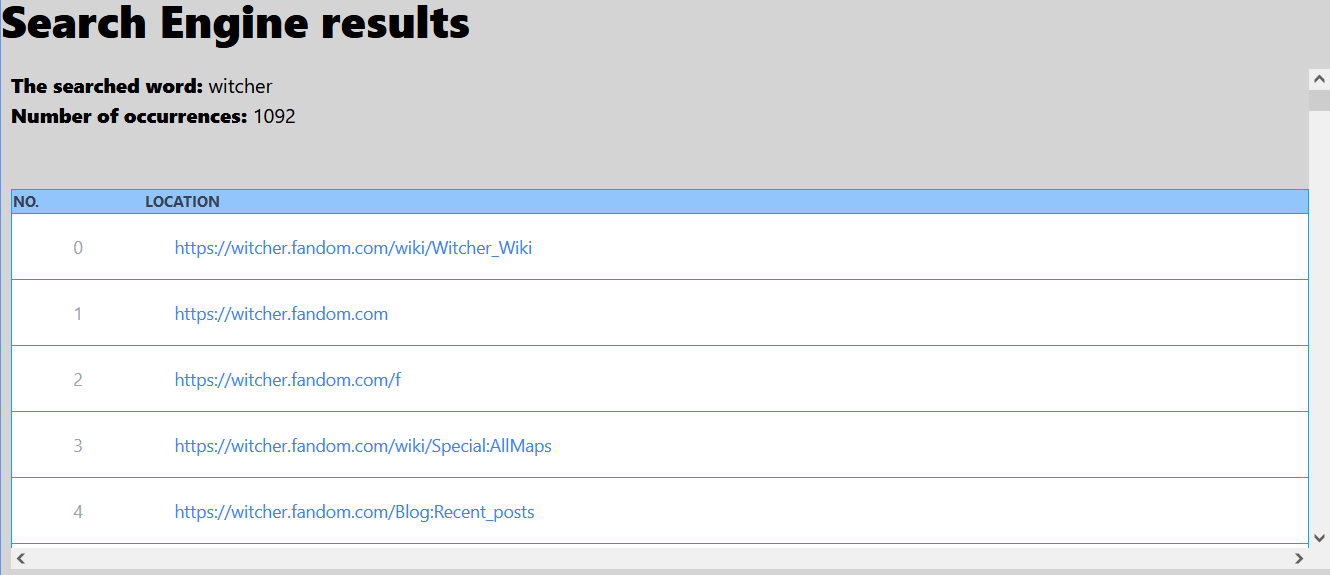 Search Engine results
The searched word: witcher
Number of occurrences: 1092
NO. LOCATION
0 https://witcher.fandom.com/wiki/Witcher_Wiki
1 https://witcher.fandom.com
2 https://witcher.fandom.com/f
3 https://witcher.fandom.com/wiki/Special:AllMaps
4 https://witcher.fandom.com/Blog:Recent_posts